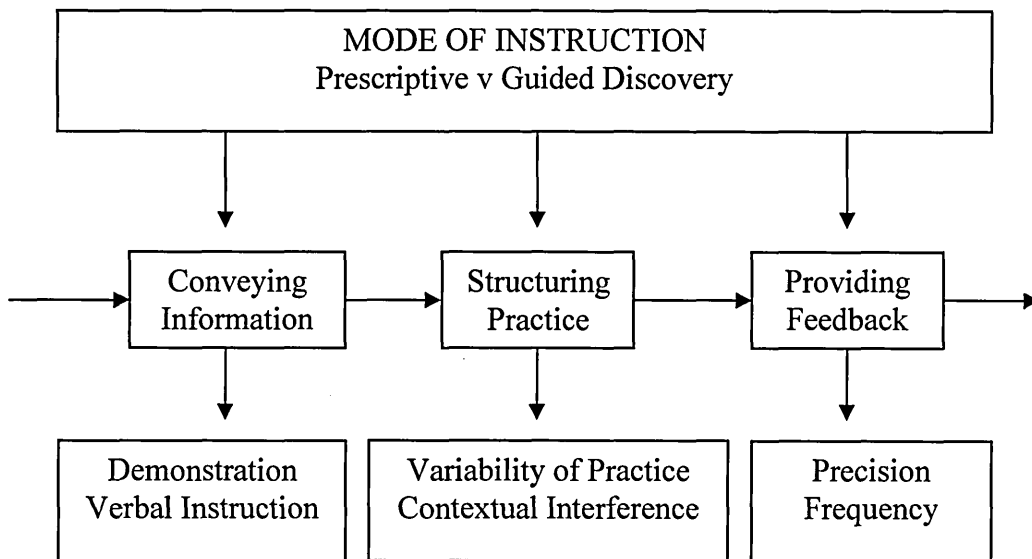 MODE OF INSTRUCTION
Prescriptive v Guided Discovery
Conveying
Information
Structuring
Practice
Providing
Feedback
Demonstration
Verbal Instruction
Variability of Practice
Contextual Interference
Precision
Frequency